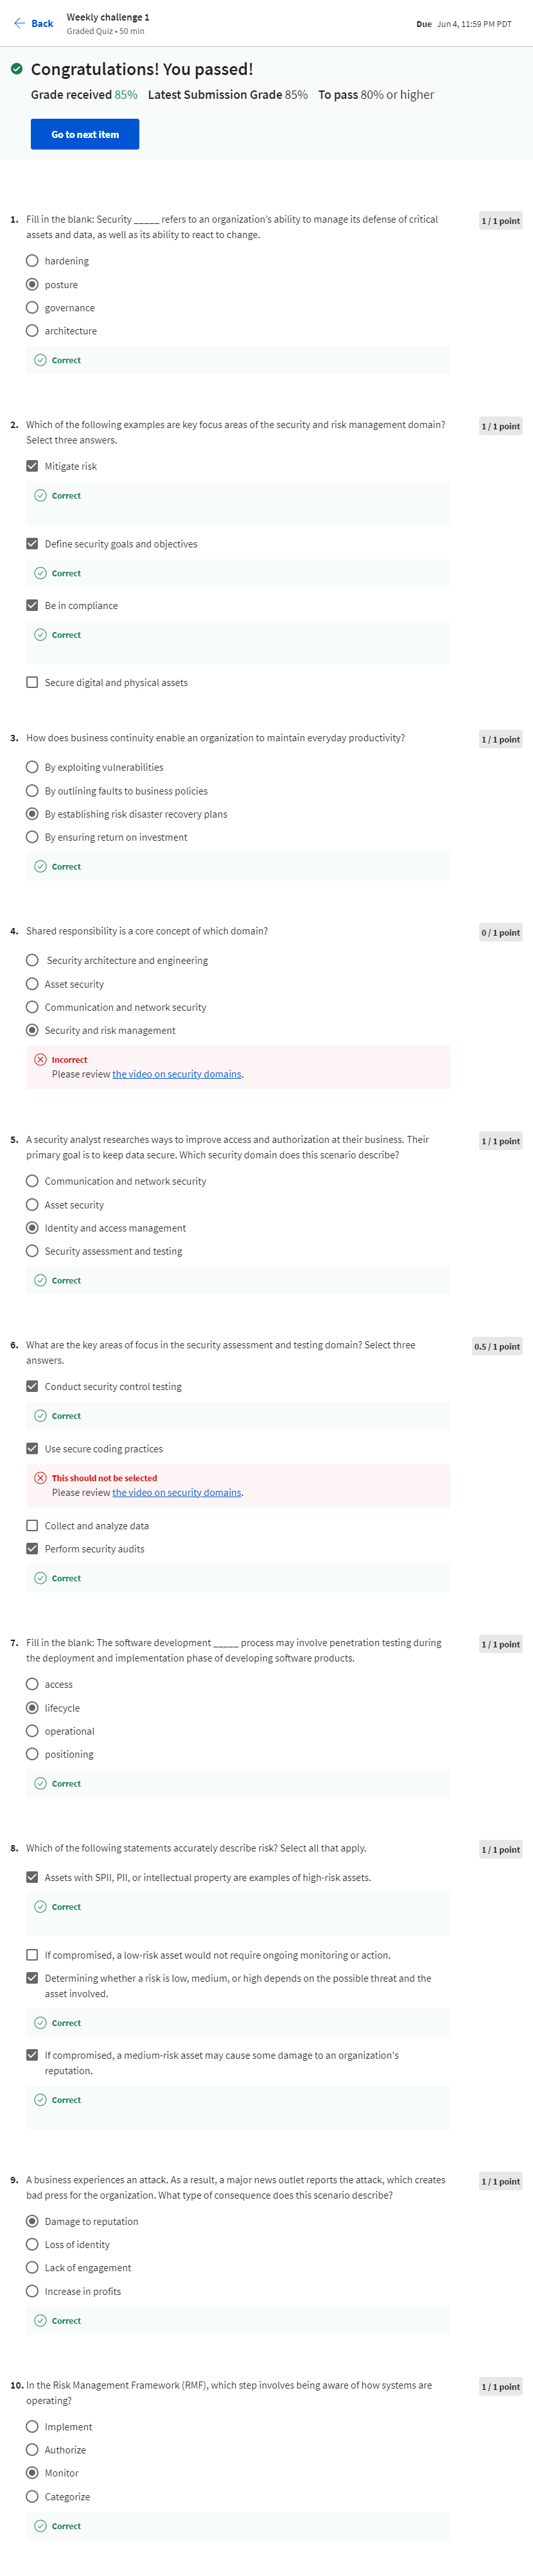 Back
Weekly challenge 1
Graded Quiz • 50 min
Due Jun 4, 11:59 PM PDT
Congratulations! You passed!
Grade received 85% Latest Submission Grade 85% To pass 80% or higher
Go to next item
1. Fill in the blank: Security _____ refers to an organization's ability to manage its defense of critical
assets and data, as well as its ability to react to change.
1 / 1 point
hardening
posture
governance
architecture
Correct
2. Which of the following examples are key focus areas of the security and risk management domain?
Select three answers.
1 / 1 point
Mitigate risk
Correct
Define security goals and objectives
Correct
Be in compliance
Correct
Secure digital and physical assets
3. How does business continuity enable an organization to maintain everyday productivity?
1 / 1 point
By exploiting vulnerabilities
By outlining faults to business policies
By establishing risk disaster recovery plans
By ensuring return on investment
Correct
4. Shared responsibility is a core concept of which domain?
0 / 1 point
Security architecture and engineering
Asset security
Communication and network security
Security and risk management
Incorrect
Please review the video on security domains.
5. A security analyst researches ways to improve access and authorization at their business. Their
primary goal is to keep data secure. Which security domain does this scenario describe?
1 / 1 point
Communication and network security
Asset security
Identity and access management
Security assessment and testing
Correct
6. What are the key areas of focus in the security assessment and testing domain? Select three
answers.
0.5 / 1 point
Conduct security control testing
Correct
Use secure coding practices
This should not be selected
Please review the video on security domains.
Collect and analyze data
Perform security audits
Correct
7. Fill in the blank: The software development _____ process may involve penetration testing during
the deployment and implementation phase of developing software products.
1 / 1 point
access
lifecycle
operational
positioning
Correct
8. Which of the following statements accurately describe risk? Select all that apply.
1 / 1 point
Assets with SPII, PII, or intellectual property are examples of high-risk assets.
Correct
If compromised, a low-risk asset would not require ongoing monitoring or action.
Determining whether a risk is low, medium, or high depends on the possible threat and the
asset involved.
Correct
If compromised, a medium-risk asset may cause some damage to an organization's
reputation.
Correct
9. A business experiences an attack. As a result, a major news outlet reports the attack, which creates
bad press for the organization. What type of consequence does this scenario describe?
1 / 1 point
Damage to reputation
Loss of identity
Lack of engagement
Increase in profits
Correct
10. In the Risk Management Framework (RMF), which step involves being aware of how systems are
operating?
1 / 1 point
Implement
Authorize
Monitor
Categorize
Correct